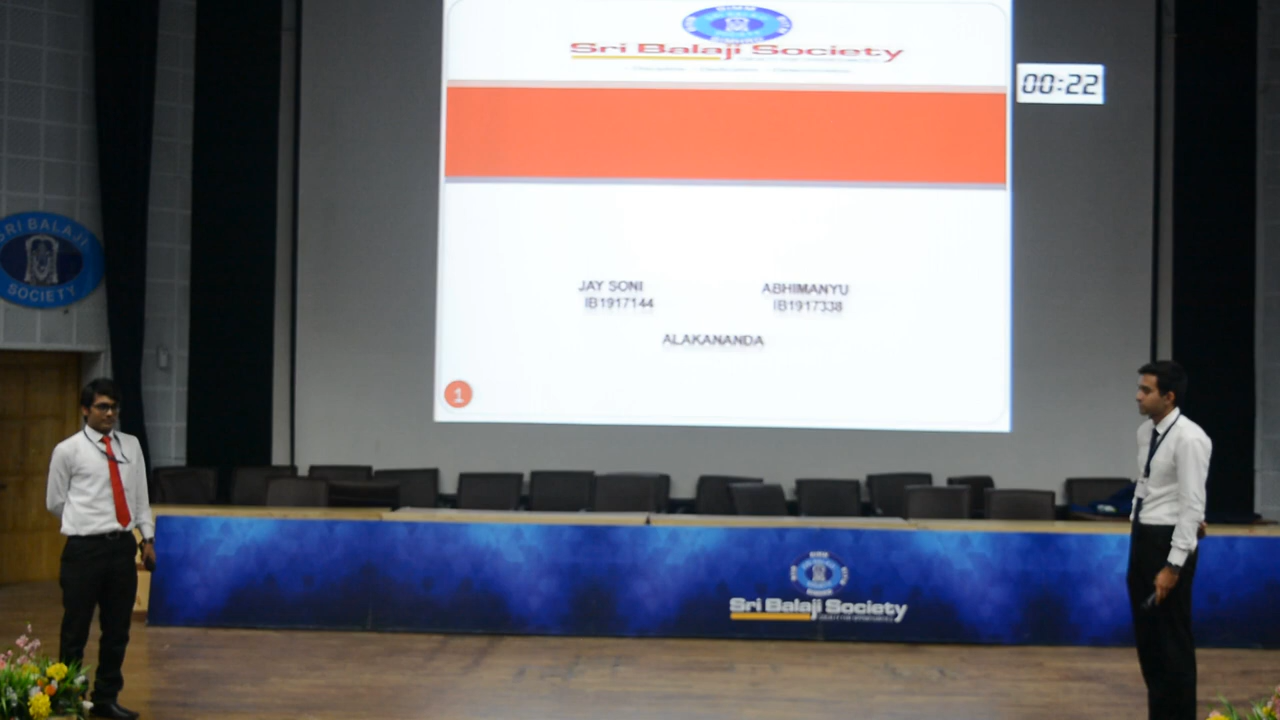 Sri Balaji Society
00:22
SRI BALAJI
SOCIETY
JAY SONI
IB1917144
ABHIMANYU
IB1917338
ALAKANANDA
1
Sri Balaji Society